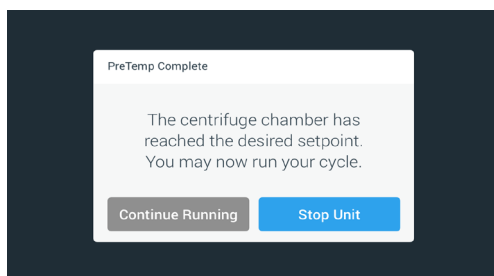 PreTemp Complete
The centrifuge chamber has
reached the desired setpoint.
You may now run your cycle.
Continue Running
Stop Unit